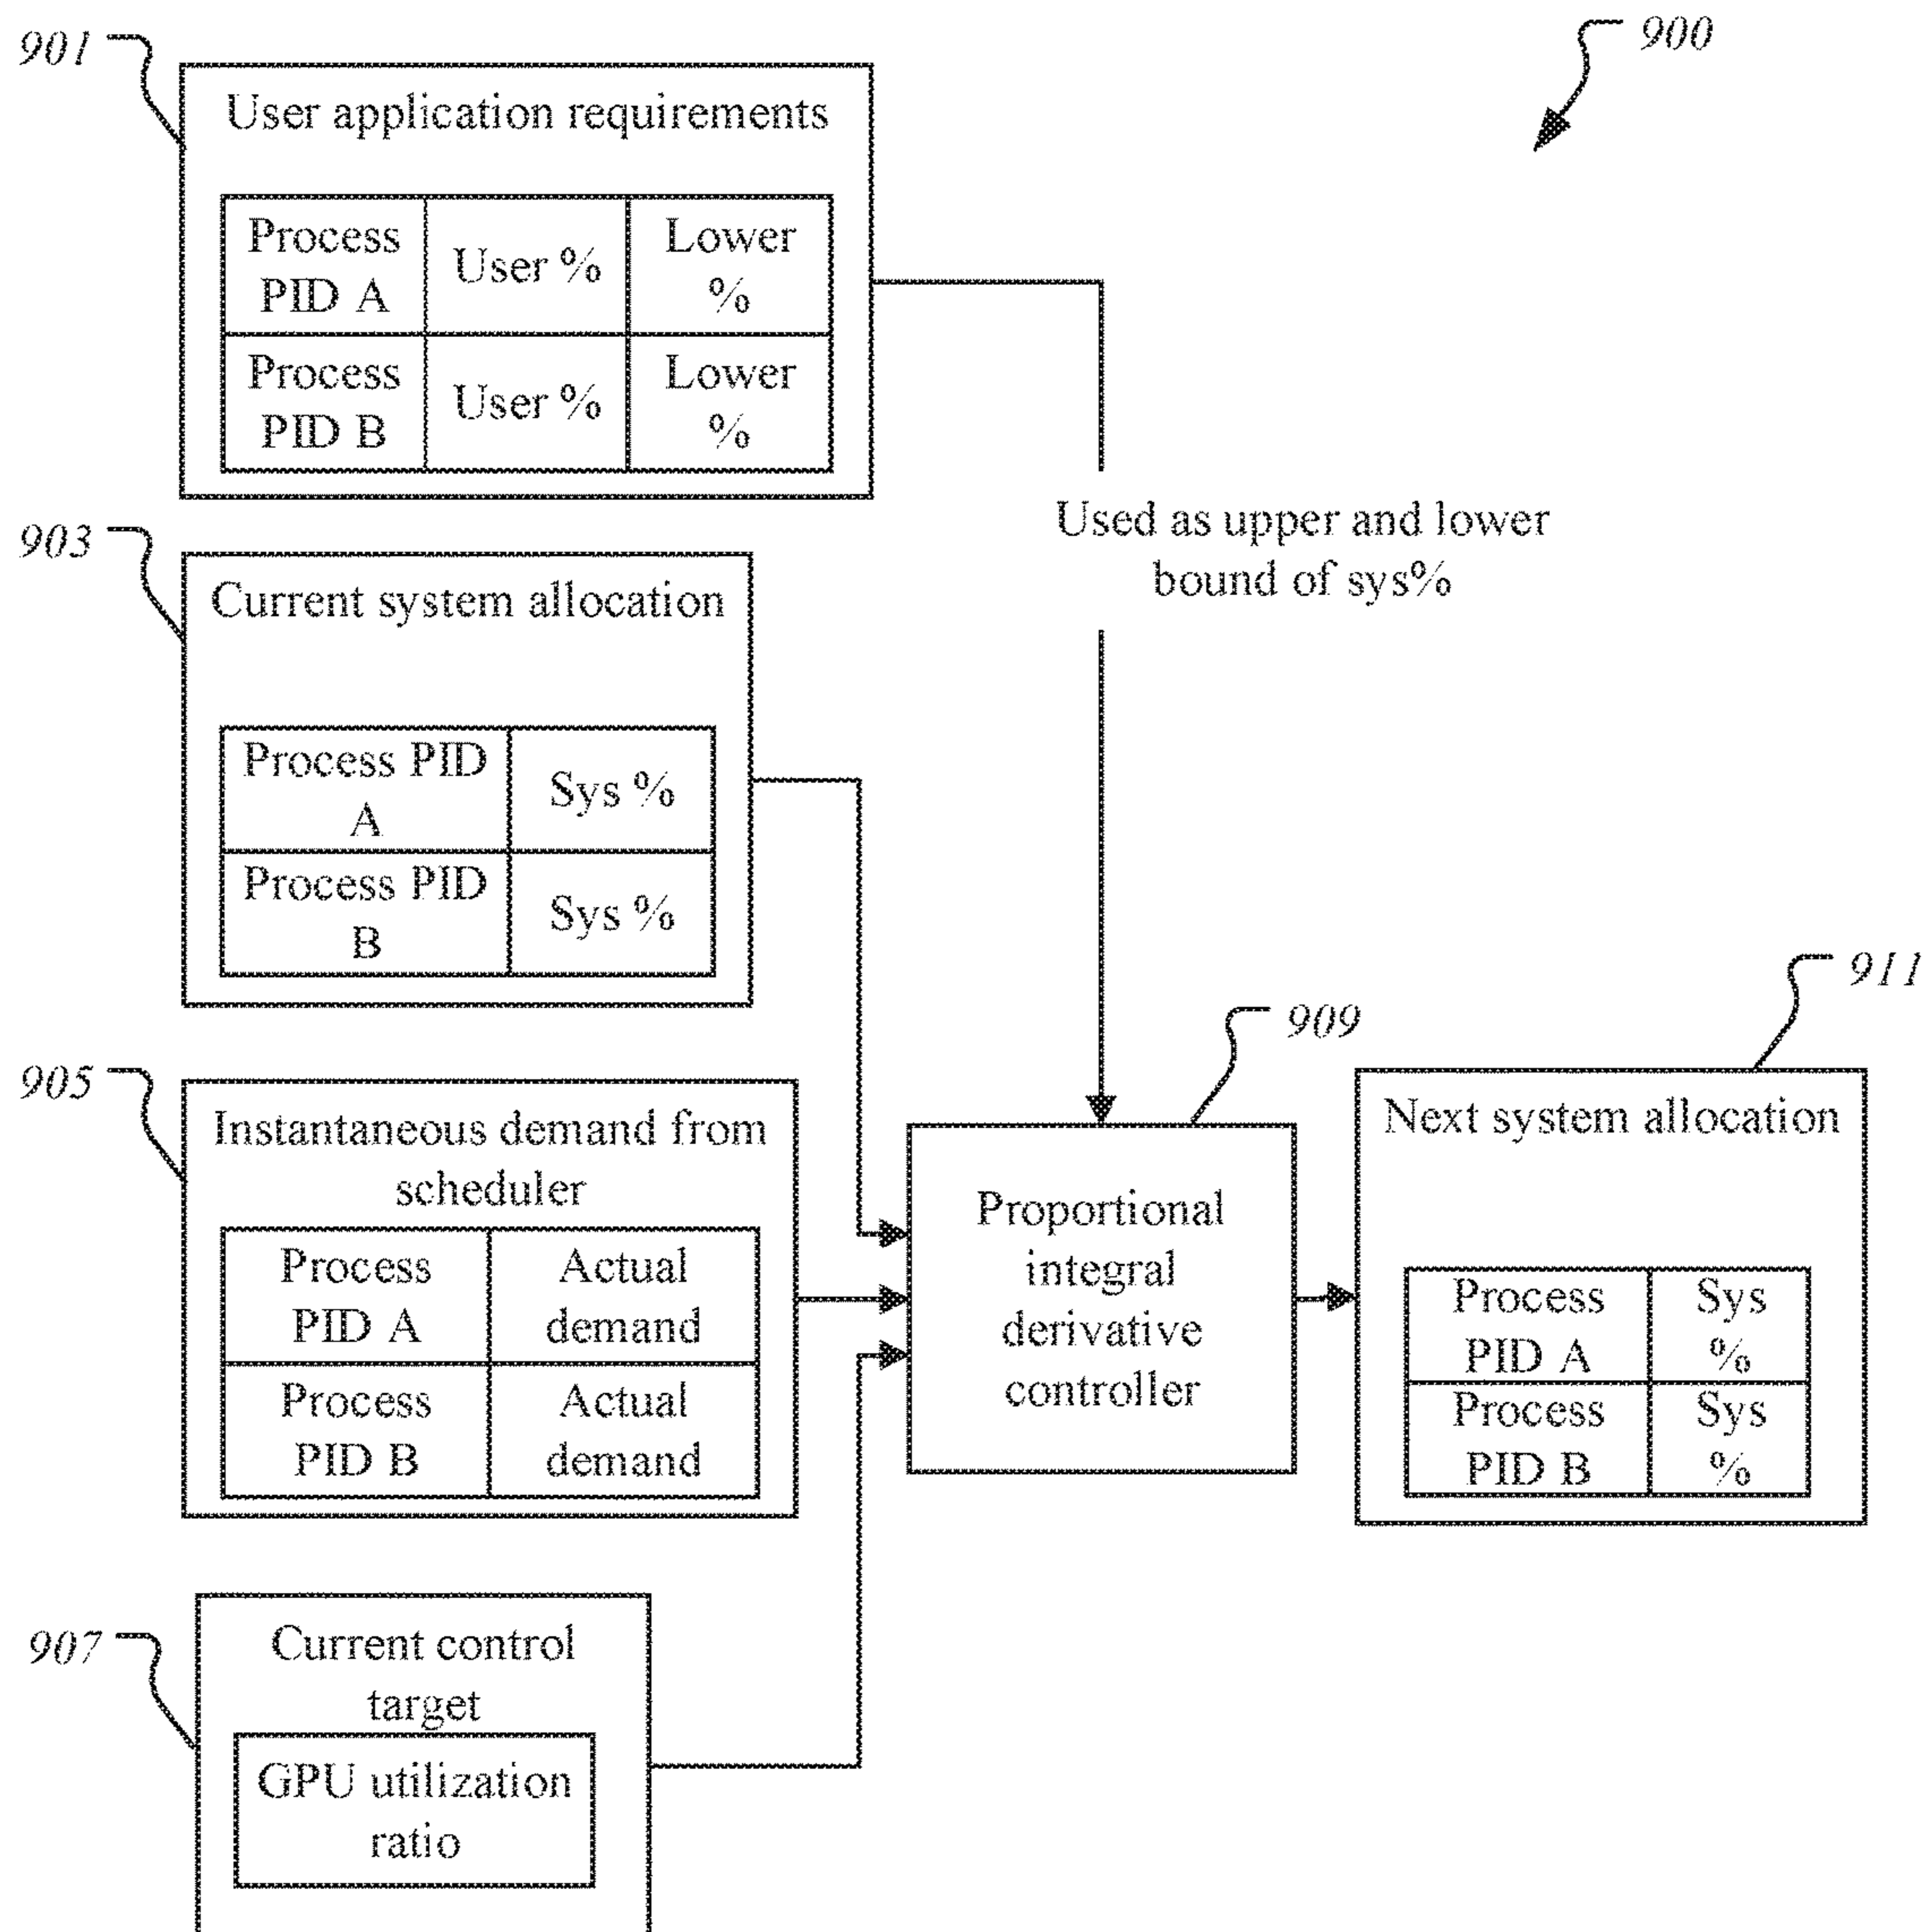 900
901
User application requirements
Process
PID A
User %
Lower
%
Process
PID B
User %
Lower
%
Used as upper and lower
bound of sys%
903
Current system allocation
Process PID
A
Sys %
Process PID
B
Sys %
905
Instantaneous demand from
scheduler
Process
PID A
Actual
demand
Process
PID B
Actual
demand
907
Current control
target
GPU utilization
ratio
909
Proportional
integral
derivative
controller
911
Next system allocation
Process
PID A
Sys
%
Process
PID B
Sys
%